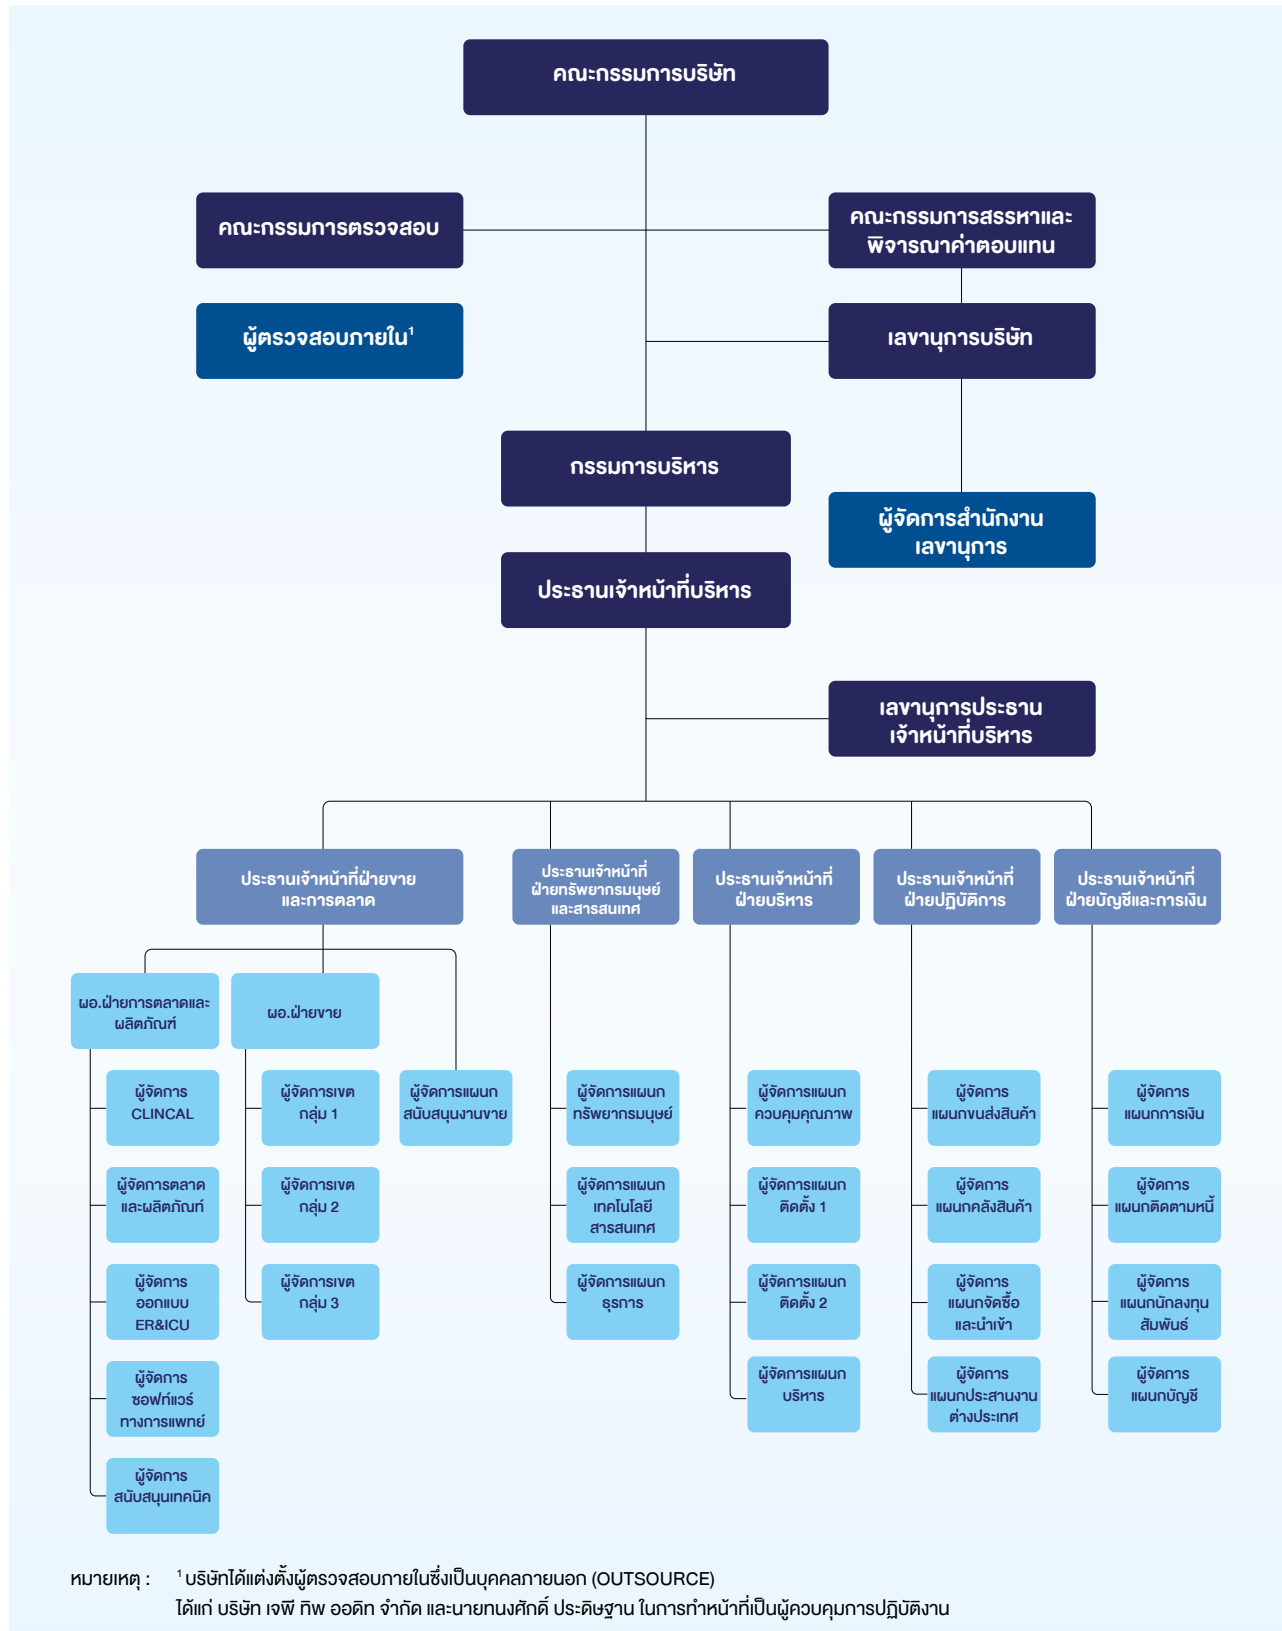 คณะกรรมการบริษัท
คณะกรรมการตรวจสอบ
คณะกรรมการสรรหาและ
พิจารณาค่าตอบแทน
ผู้ตรวจสอบภายใน¹
เลขานุการบริษัท
กรรมการบริหาร
ผู้จัดการสำนักงาน
เลขานุการ
ประธานเจ้าหน้าที่บริหาร
เลขานุการประธาน
เจ้าหน้าที่บริหาร
ประธานเจ้าหน้าที่ฝ่ายขาย
และการตลาด
ประธานเจ้าหน้าที่
ฝ่ายทรัพยากรมนุษย์
และสารสนเทศ
ประธานเจ้าหน้าที่
ฝ่ายบริหาร
ประธานเจ้าหน้าที่
ฝ่ายปฏิบัติการ
ประธานเจ้าหน้าที่
ฝ่ายบัญชีและการเงิน
ผอ.ฝ่ายการตลาดและ
ผลิตภัณฑ์
ผอ.ฝ่ายขาย
ผู้จัดการ
CLINCAL
ผู้จัดการเขต
กลุ่ม 1
ผู้จัดการแผนก
สนับสนุนงานขาย
ผู้จัดการแผนก
ทรัพยากรมนุษย์
ผู้จัดการแผนก
ควบคุมคุณภาพ
ผู้จัดการ
แผนกขนส่งสินค้า
ผู้จัดการ
แผนกการเงิน
ผู้จัดการตลาด
และผลิตภัณท์
ผู้จัดการเขต
กลุ่ม 2
ผู้จัดการแผนก
เทคโนโลยี
สารสนเทศ
ผู้จัดการแผนก
ติดตั้ง 1
ผู้จัดการ
แผนกคลังสินค้า
ผู้จัดการ
แผนกติดตามหนี้
ผู้จัดการ
ออกแบบ
ER&ICU
ผู้จัดการเขต
กลุ่ม 3
ผู้จัดการแผนก
ธุรการ
ผู้จัดการแผนก
ติดตั้ง 2
ผู้จัดการ
แผนกจัดซื้อ
และนำเข้า
ผู้จัดการ
แผนกนักลงทุน
สัมพันธ์
ผู้จัดการ
ซอฟท์แวร์
ทางการแพทย์
ผู้จัดการแผนก
บริหาร
ผู้จัดการ
แผนกประสานงาน
ต่างประเทศ
ผู้จัดการ
แผนกบัญชี
ผู้จัดการ
สนับสนุนเทคนิค
หมายเหตุ : ¹ บริษัทได้แต่งตั้งผู้ตรวจสอบภายในซึ่งเป็นบุคคลภายนอก (OUTSOURCE)
ได้แก่ บริษัท เจพี ทิพ ออดิท จำกัด และนายทนงศักดิ์ ประดิษฐาน ในการทำหน้าที่เป็นผู้ควบคุมการปฏิบัติงาน